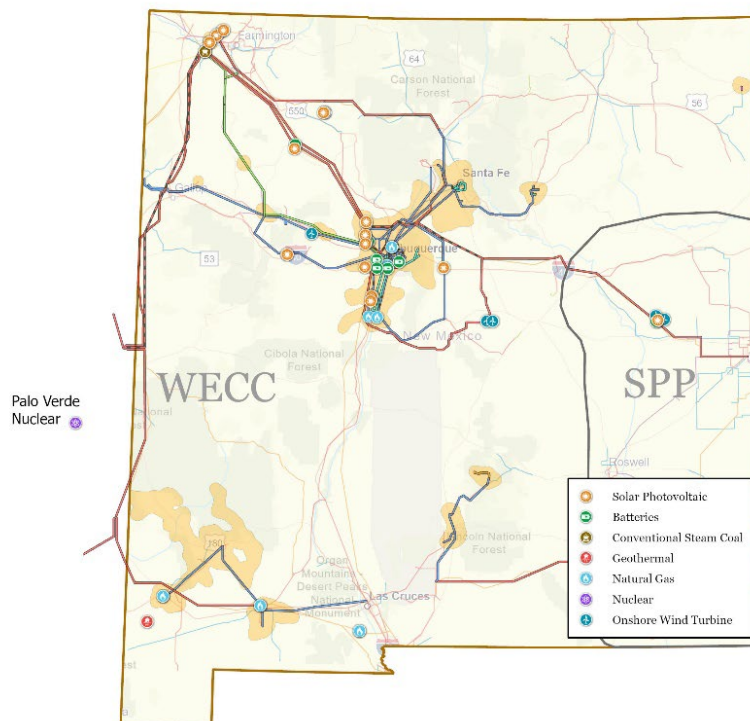 Farmington
64
Carson National
Forest
56
550
Santa Fe
Gallup
53
Albuquerque
New Mexico
Cibola National
Forest
WECC
SPP
Palo Verde
Nuclear
Roswell
180
Lincoln National
Forest
Organ
Mountains
Desert Peaks
National
Monument
Las Cruces
Solar Photovoltaic
Batteries
Conventional Steam Coal
Geothermal
Natural Gas
Nuclear
Onshore Wind Turbine